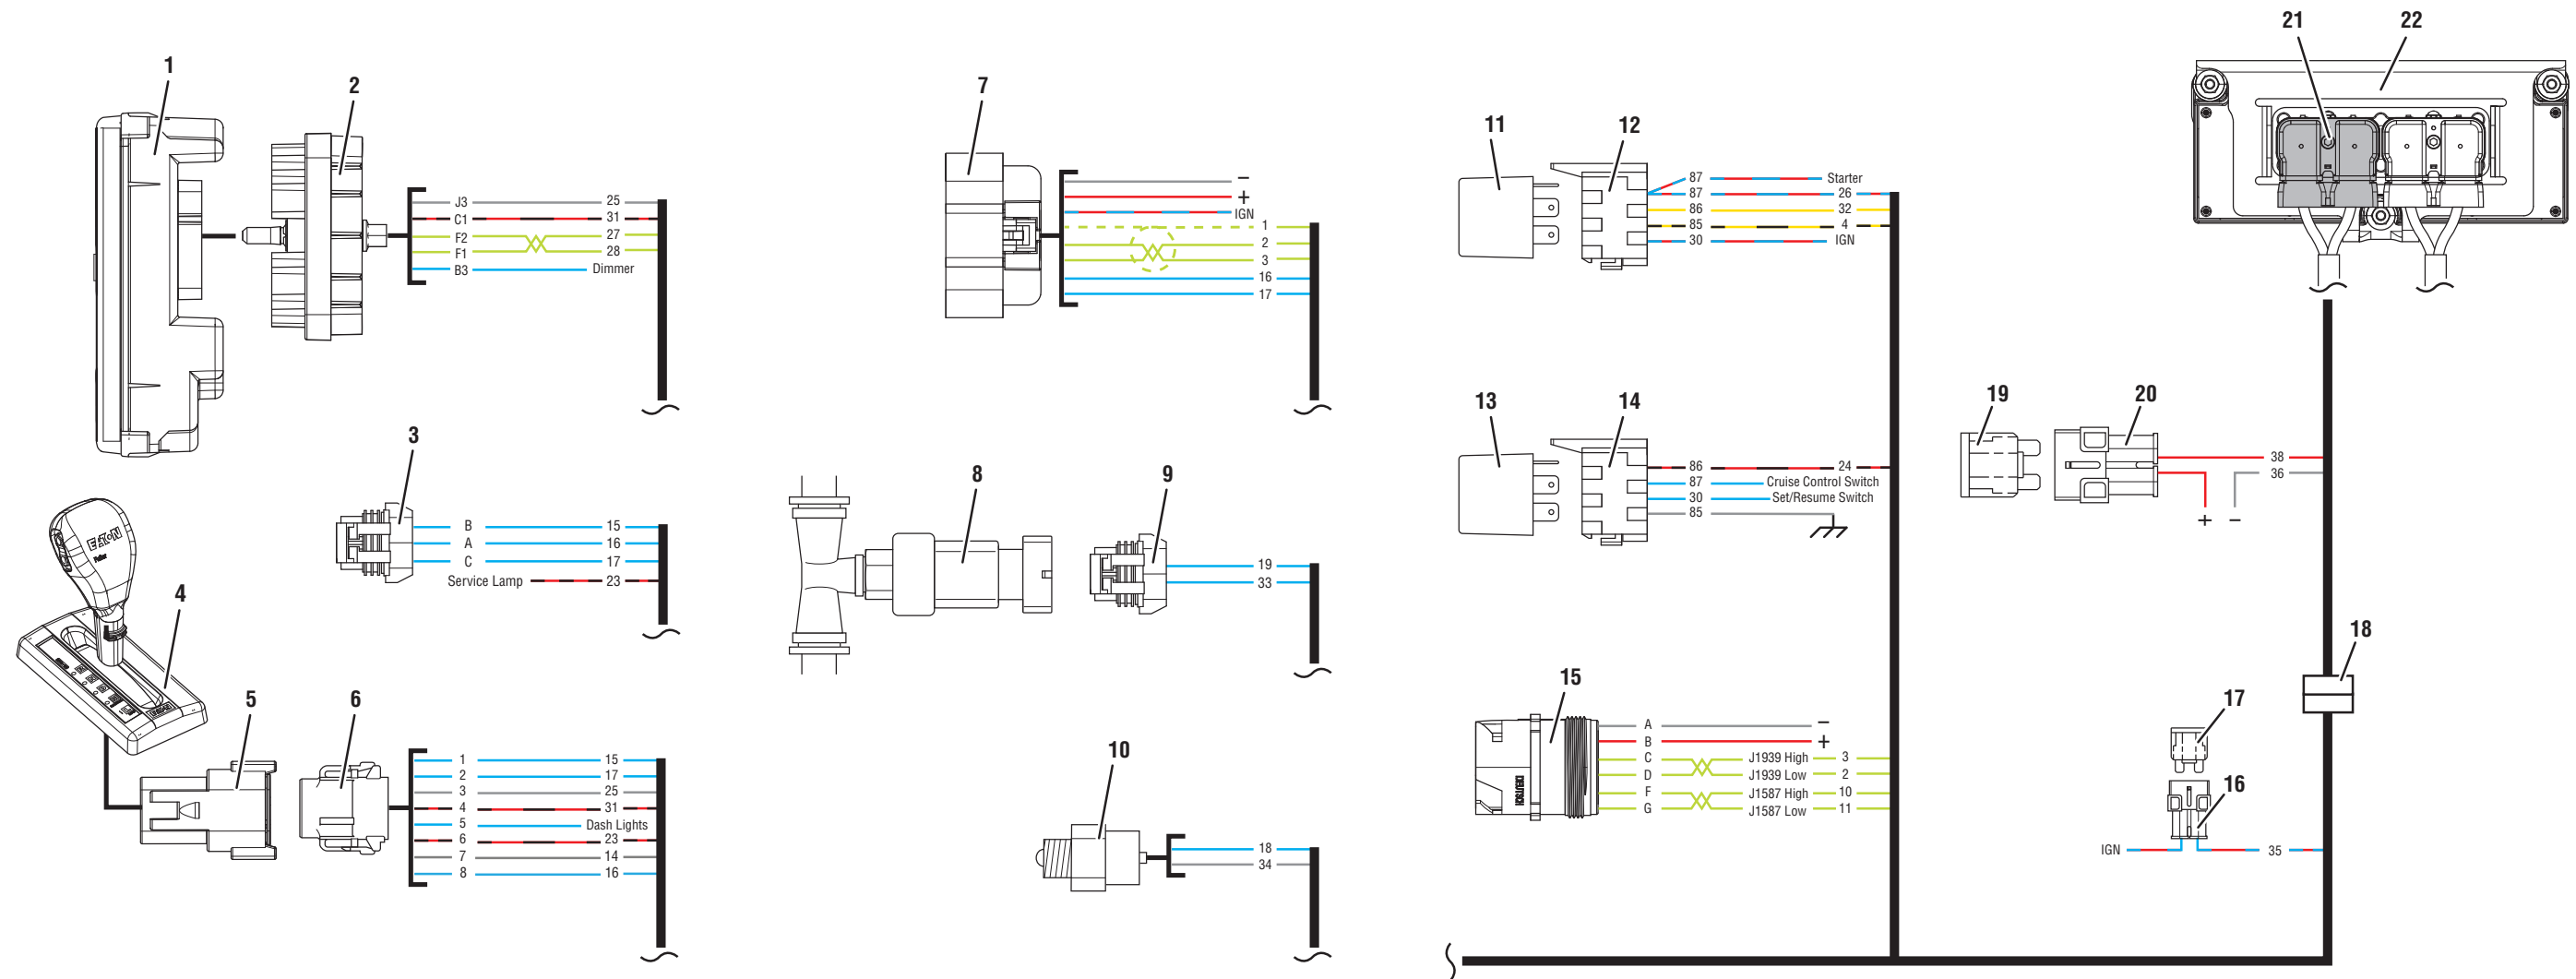 1
2
J3 25
C1 31
F2 27
F1 28
B3 Dimmer
3
B 15
A 16
C 17
Service Lamp 23
EATON
Fuller
4
5
6
1 15
2 17
3 25
4 31
5 Dash Lights
6 23
7 14
8 16
7
−
+
IGN
1
2
3
16
17
8
9
19
33
10
18
34
11
12
87 Starter
87 26
86 32
85 4
30 IGN
13
14
86 24
87 Cruise Control Switch
30 Set/Resume Switch
85
15
DEUTSCH
A −
B +
C J1939 High 3
D J1939 Low 2
F J1587 High 10
G J1587 Low 11
21
22
19
20
38
36
+ −
18
17
16
IGN 35